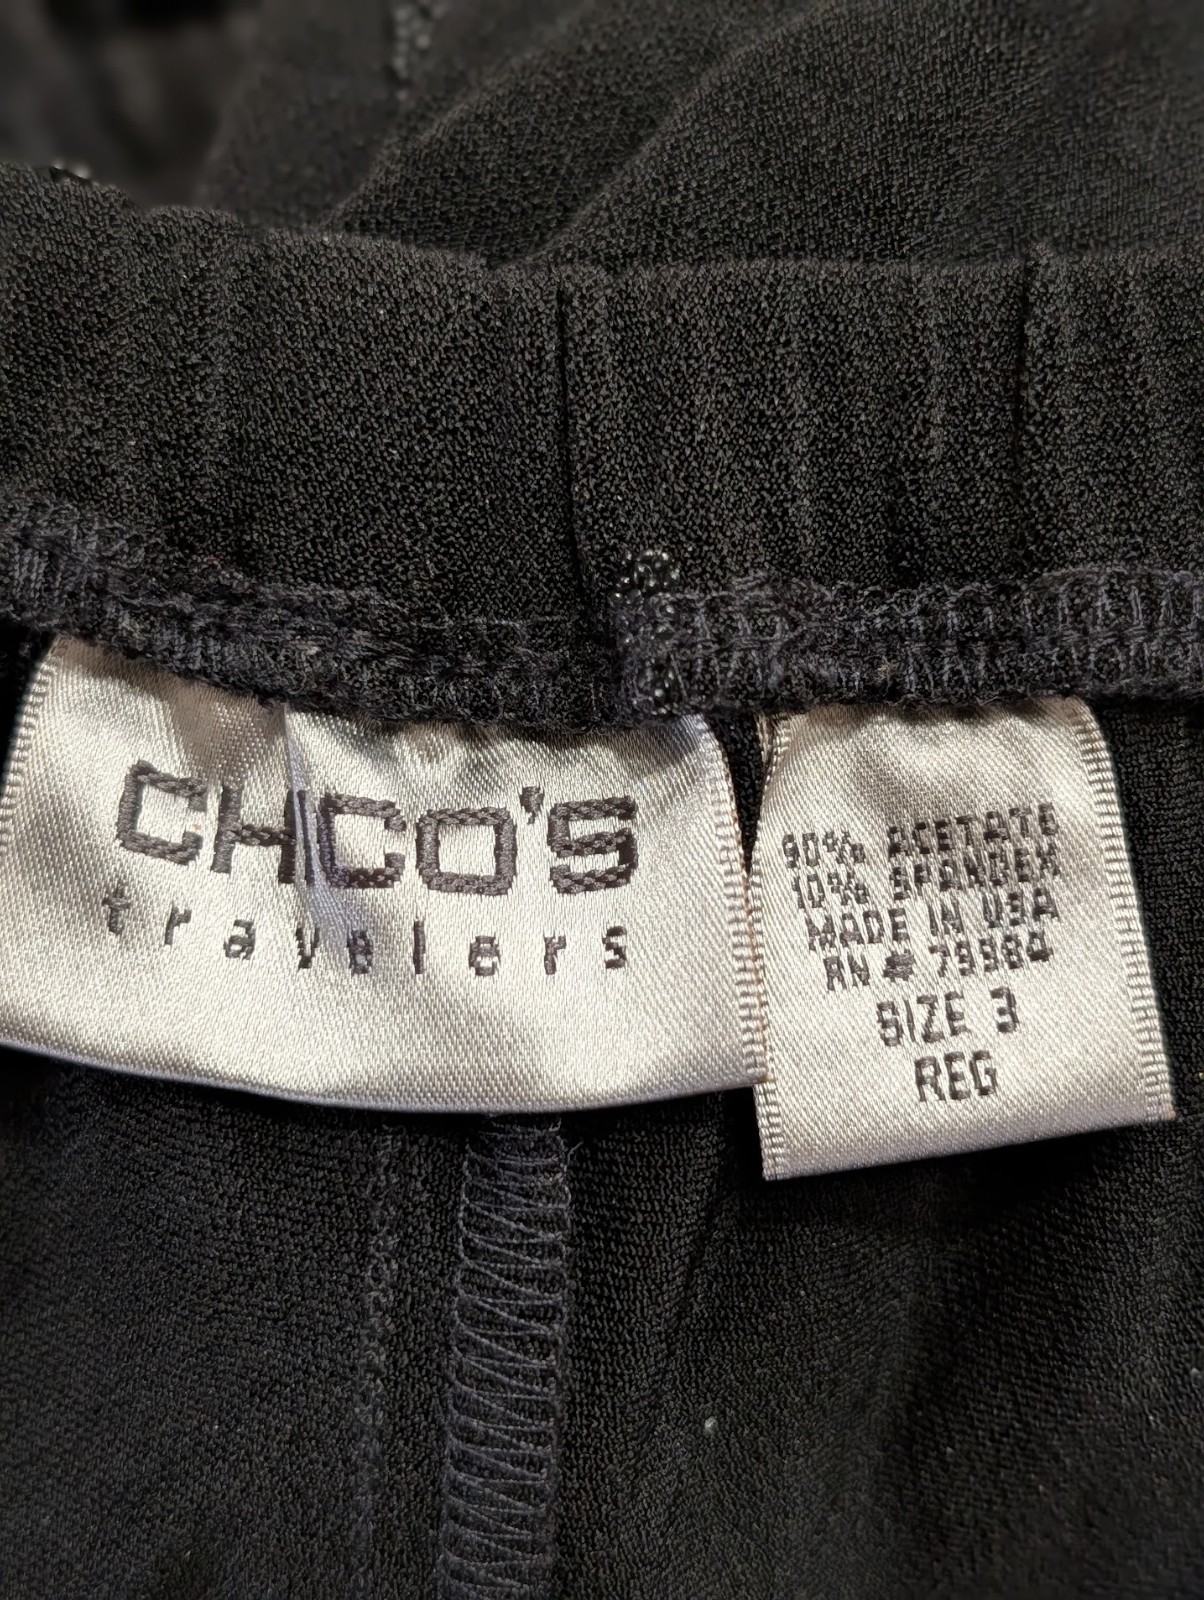 CHICO'S
travelers
90% ACETATE
10% SPANDEX
MADE IN USA
RN # 79984
SIZE 3
REG